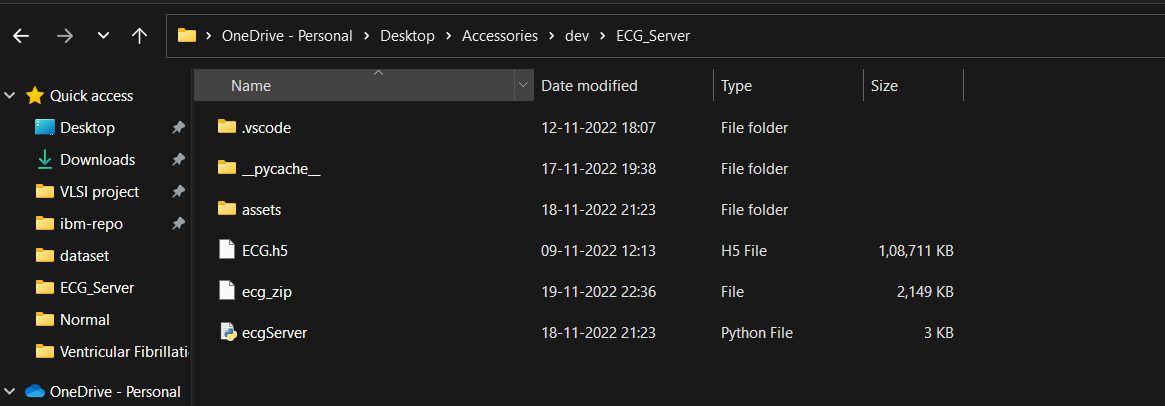 OneDrive - Personal > Desktop > Accessories > dev > ECG_Server
Name Date modified Type Size
Quick access
Desktop
Downloads
VLSI project
ibm-repo
dataset
ECG_Server
Normal
Ventricular Fibrillati
OneDrive - Personal
.vscode 12-11-2022 18:07 File folder
__pycache__ 17-11-2022 19:38 File folder
assets 18-11-2022 21:23 File folder
ECG.h5 09-11-2022 12:13 H5 File 1,08,711 KB
ecg_zip 19-11-2022 22:36 File 2,149 KB
ecgServer 18-11-2022 21:23 Python File 3 KB